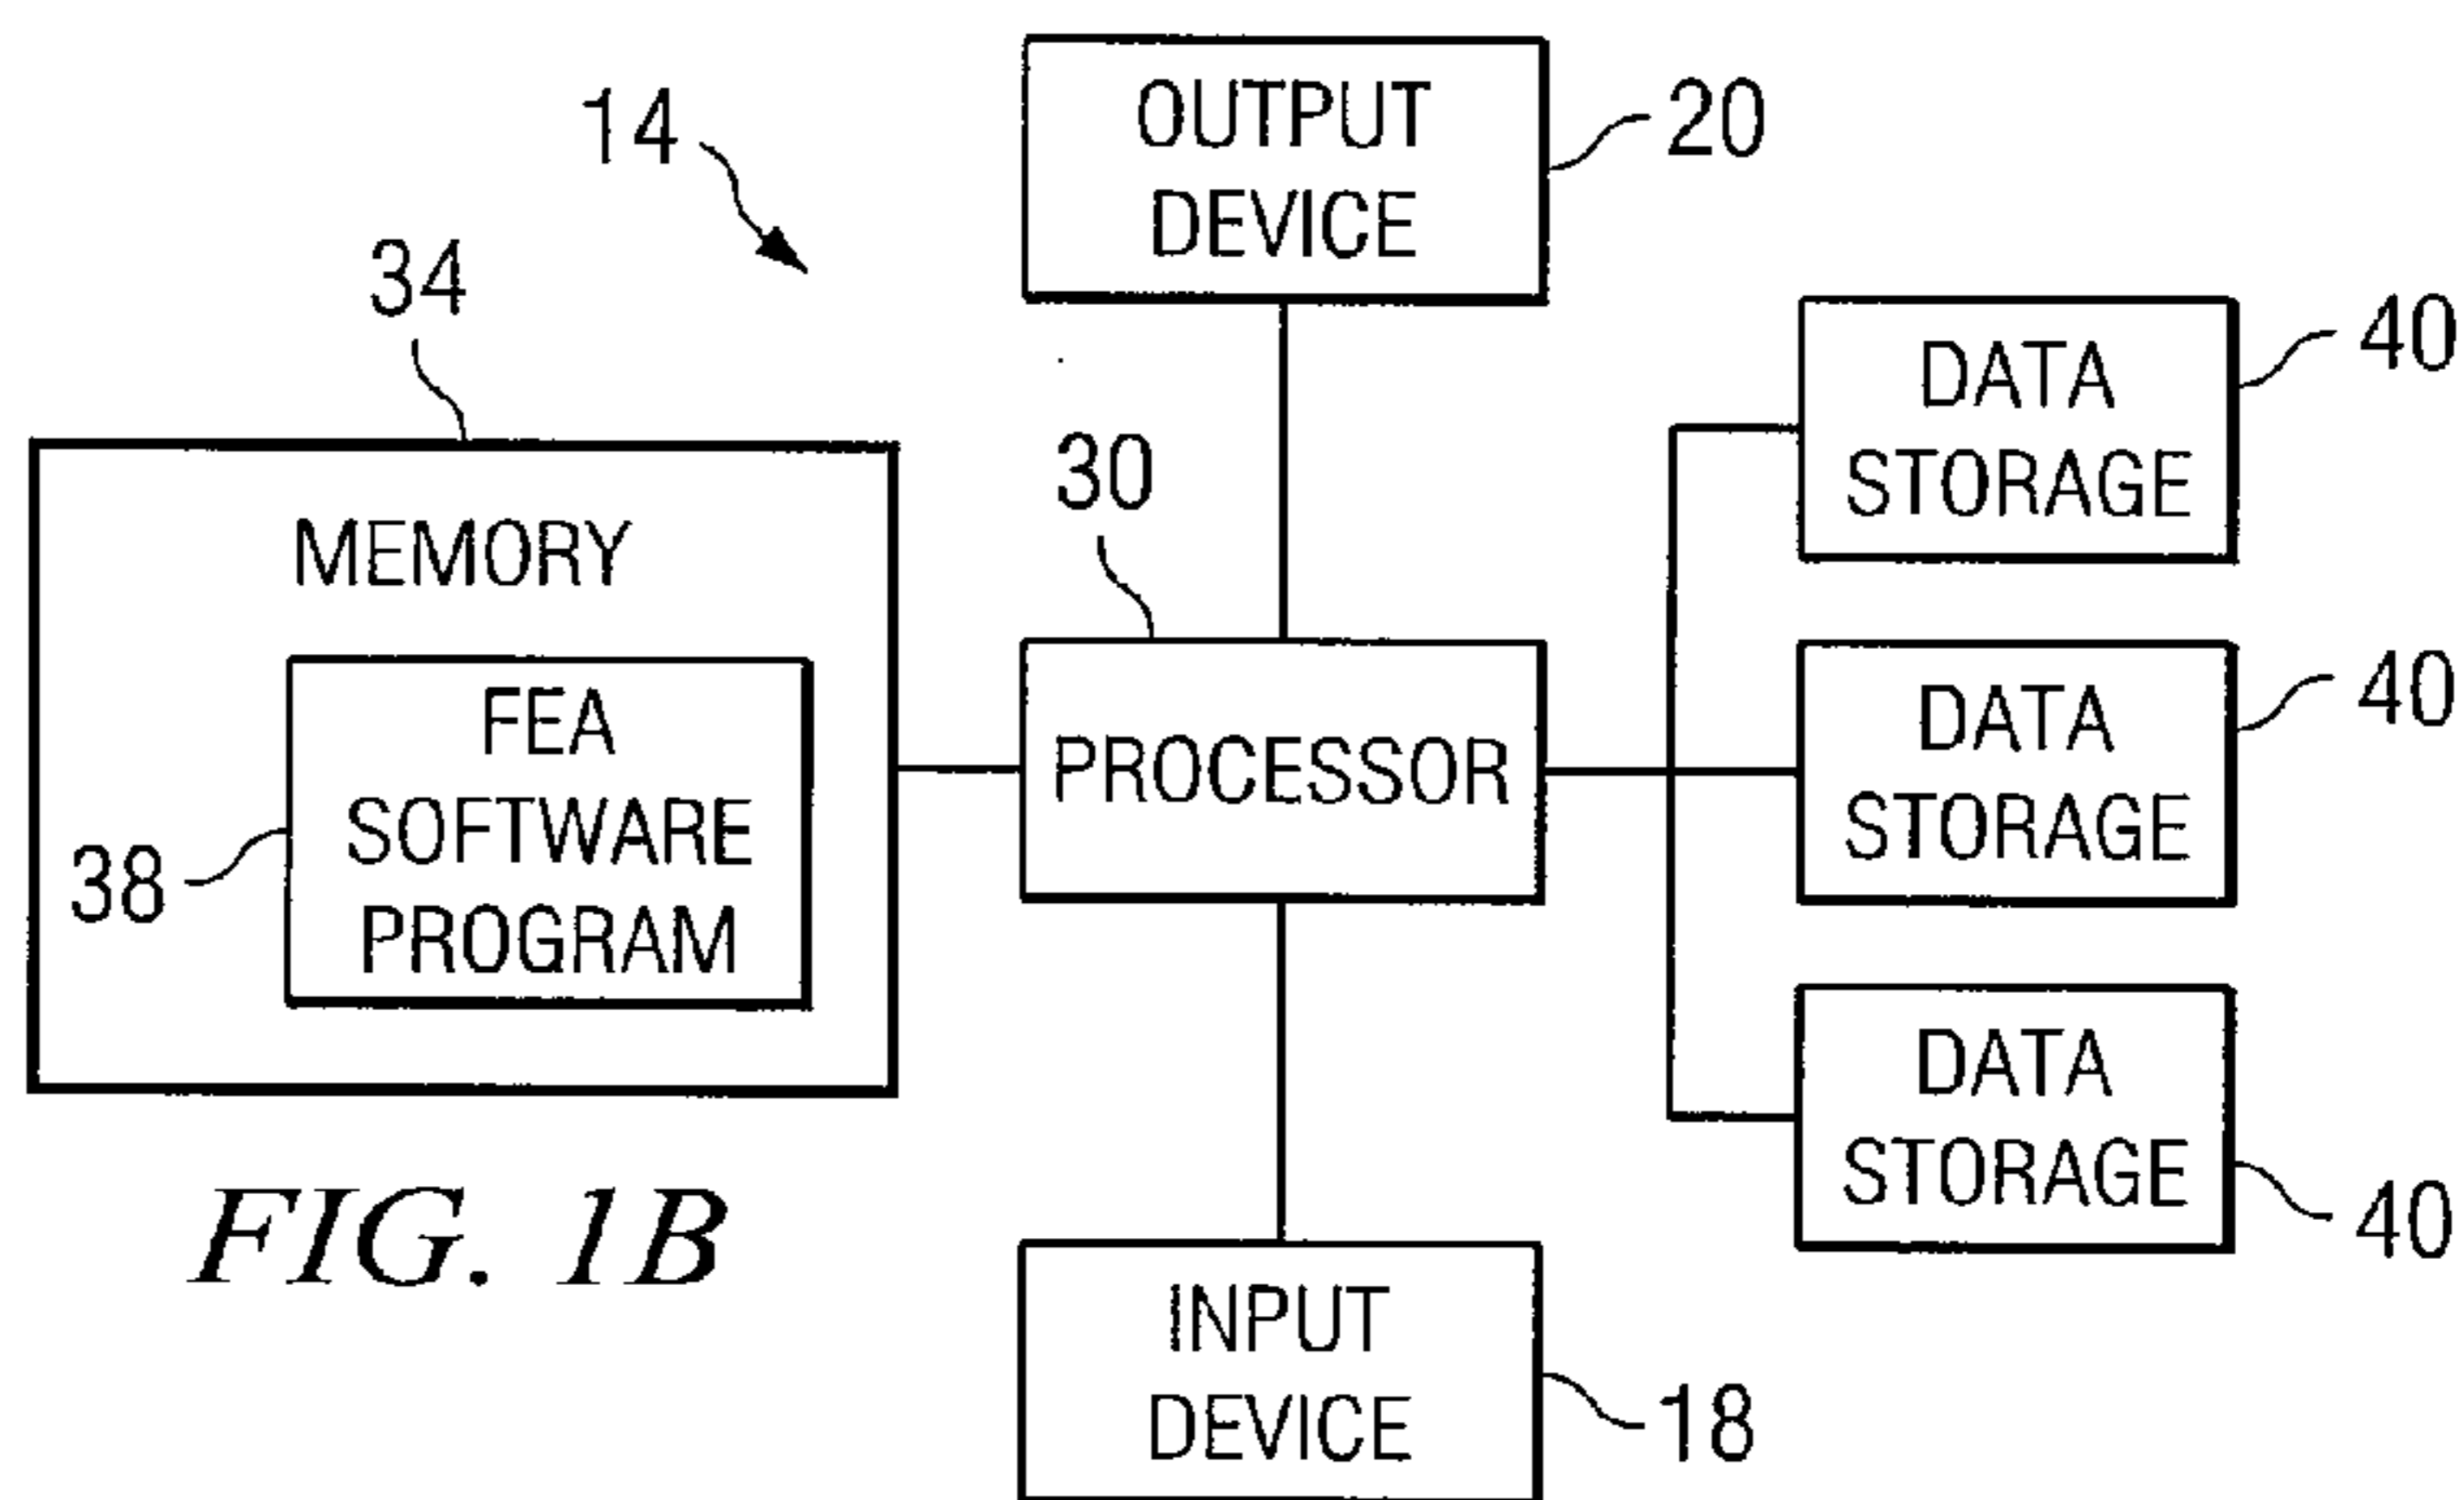 14
OUTPUT
DEVICE
20
34
MEMORY
FEA
SOFTWARE
PROGRAM
38
30
PROCESSOR
DATA
STORAGE
40
DATA
STORAGE
40
DATA
STORAGE
40
INPUT
DEVICE
18
FIG. 1B